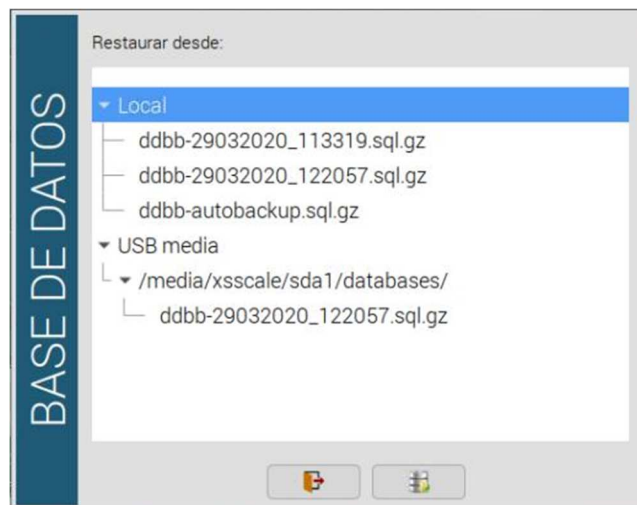 BASE DE DATOS
Restaurar desde:
Local
ddbb-29032020_113319.sql.gz
ddbb-29032020_122057.sql.gz
ddbb-autobackup.sql.gz
USB media
/media/xsscale/sda1/databases/
ddbb-29032020_122057.sql.gz